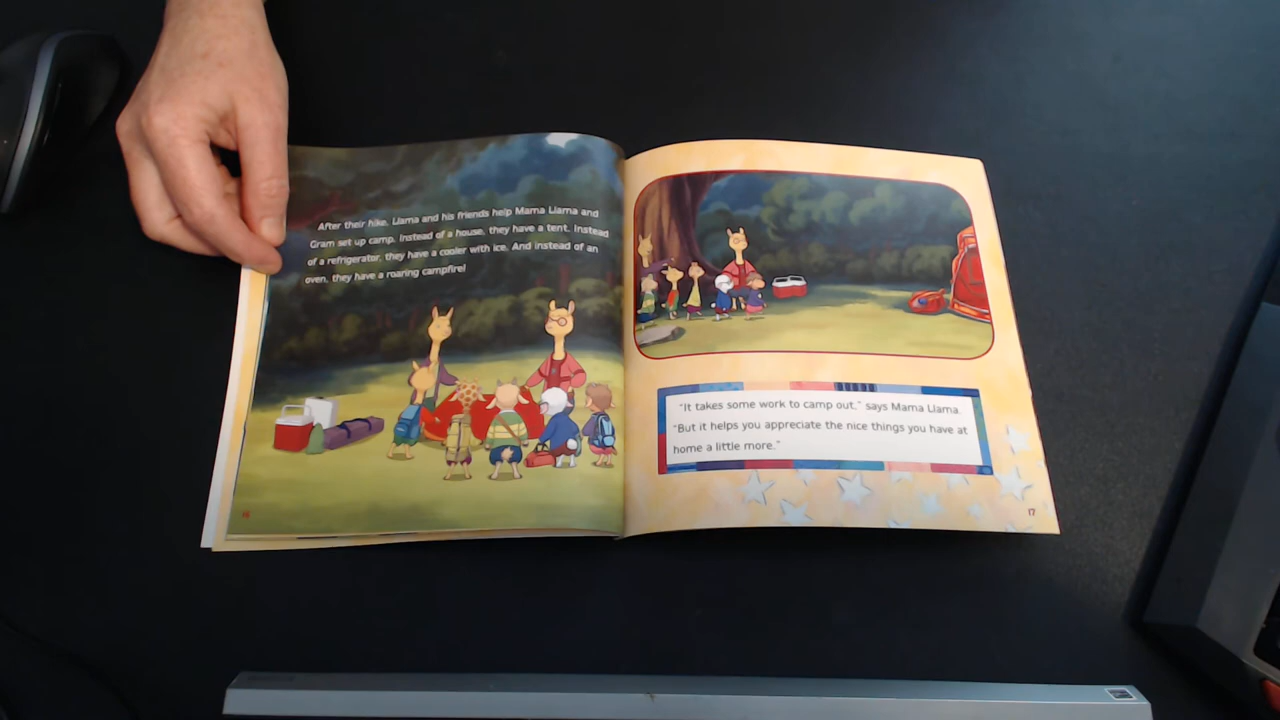 After their hike, Llama and his friends help Mama Llama and
Gram set up camp. Instead of a house, they have a tent. Instead
of a refrigerator, they have a cooler with ice. And instead of an
oven, they have a roaring campfire!
16
"It takes some work to camp out," says Mama Llama.
"But it helps you appreciate the nice things you have at
home a little more."
17